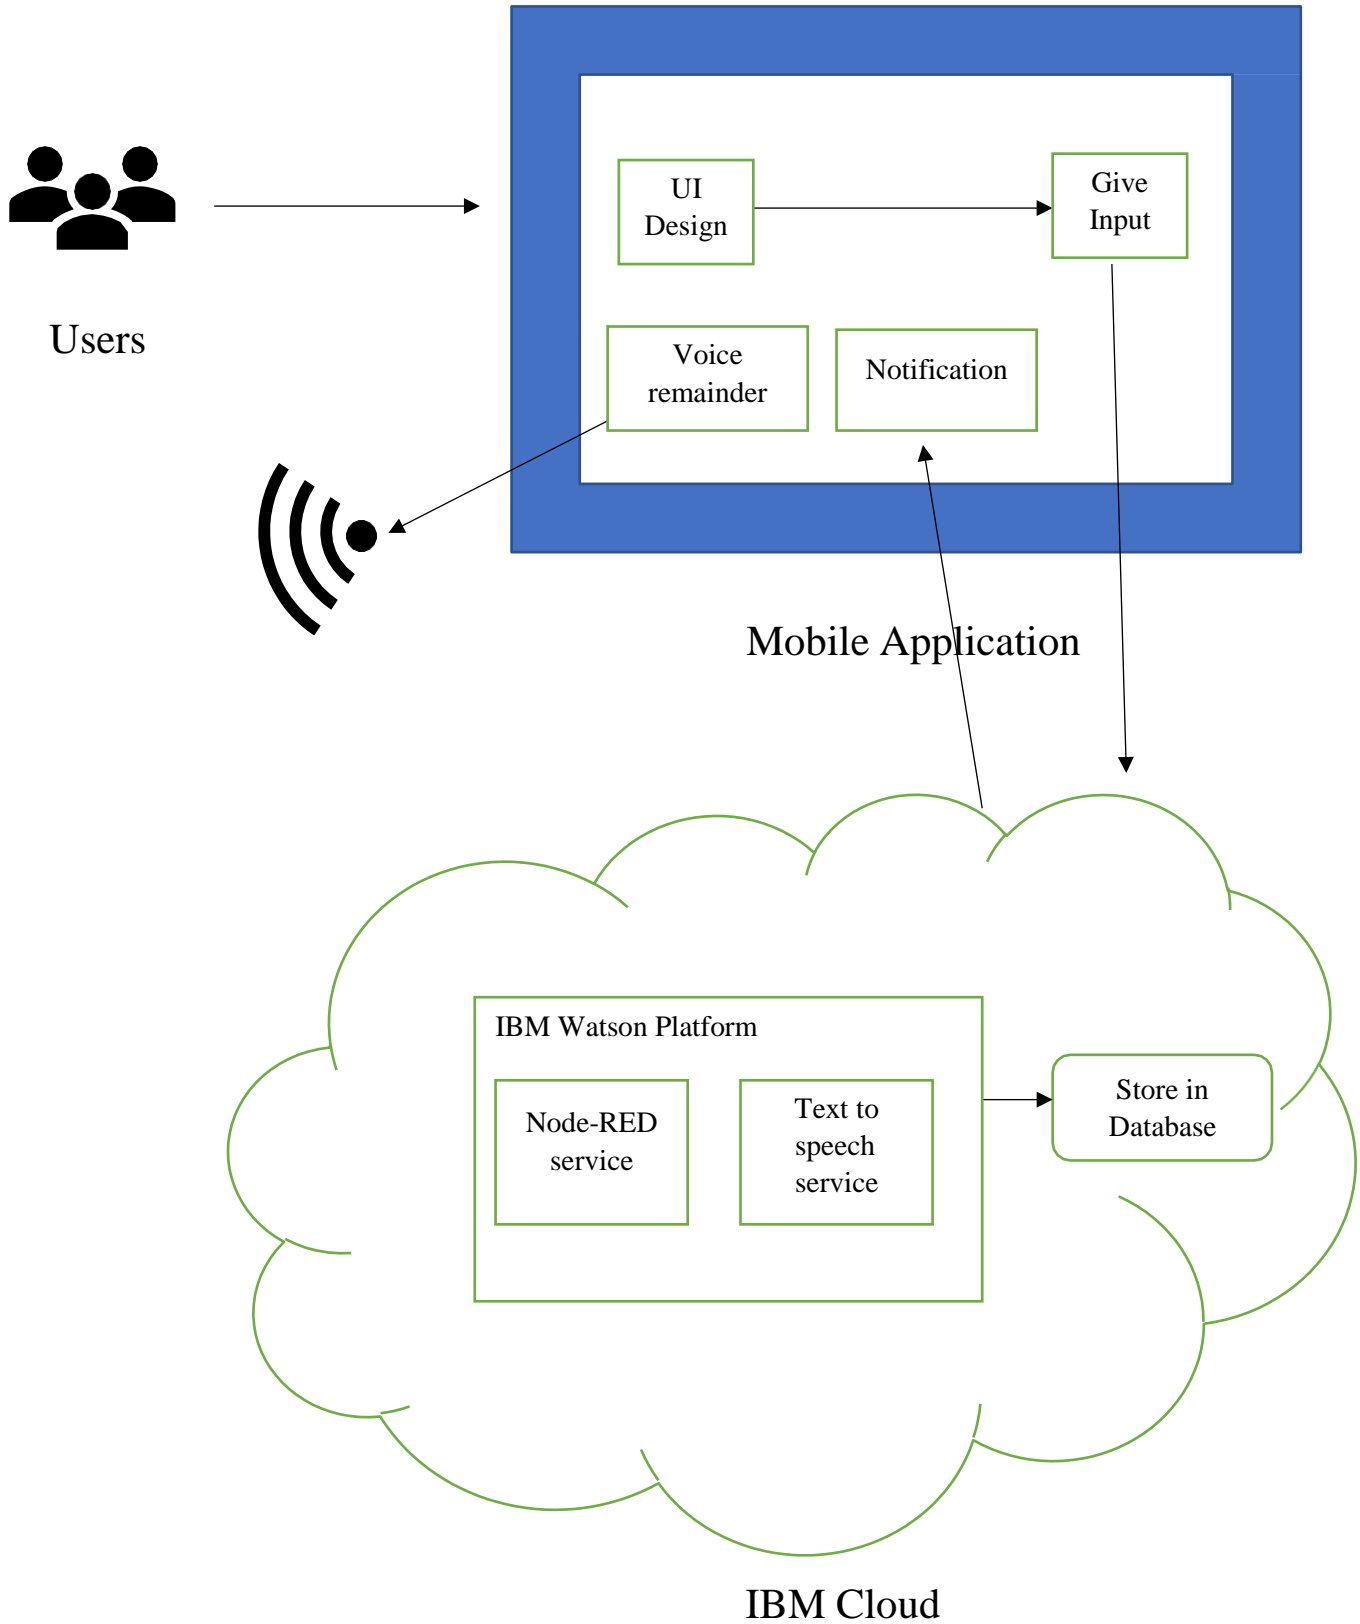 UI
Design
Give
Input
Users
Voice
remainder
Notification
Mobile Application
IBM Watson Platform
Node-RED
service
Text to
speech
service
Store in
Database
IBM Cloud